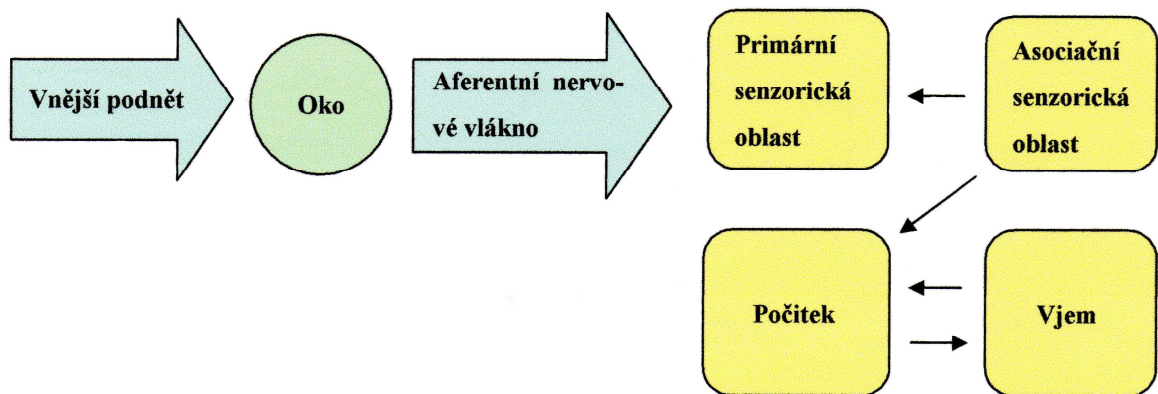 Vnější podnět
Oko
Aferentní nervo-
vé vlákno
Primární
senzorická
oblast
Asociační
senzorická
oblast
Počitek
Vjem